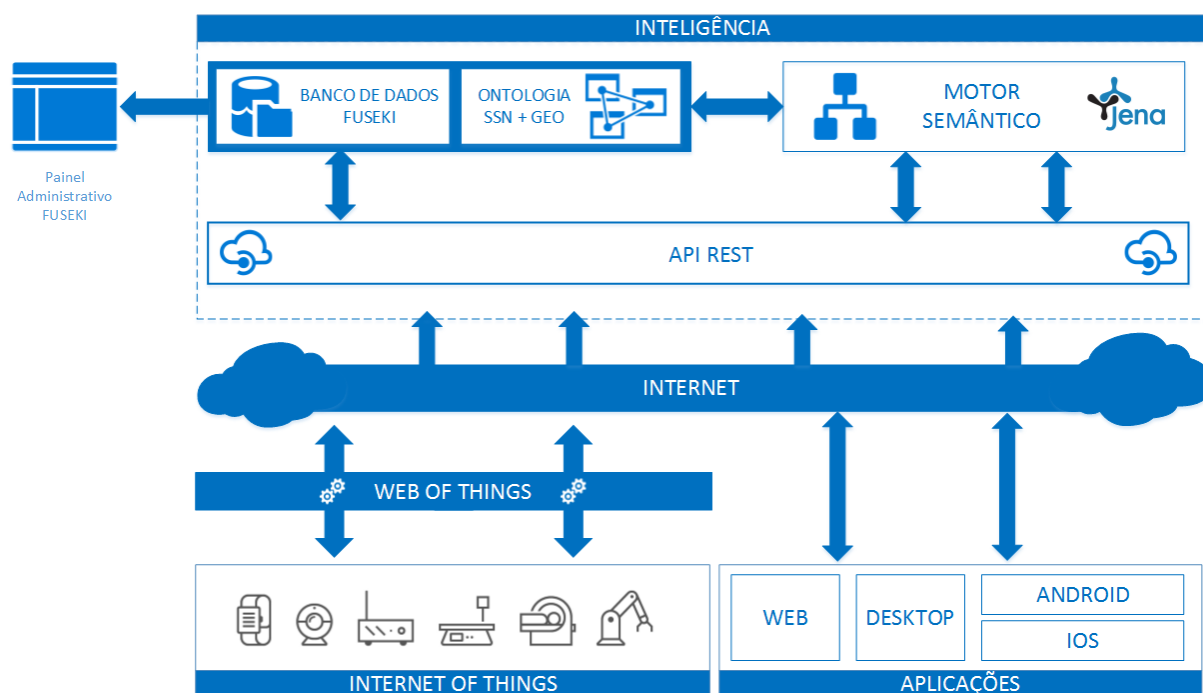 INTELIGÊNCIA
BANCO DE DADOS
FUSEKI
ONTOLOGIA
SSN + GEO
MOTOR
SEMÂNTICO
jena
Painel
Administrativo
FUSEKI
API REST
INTERNET
WEB OF THINGS
WEB
DESKTOP
ANDROID
IOS
INTERNET OF THINGS
APLICAÇÕES